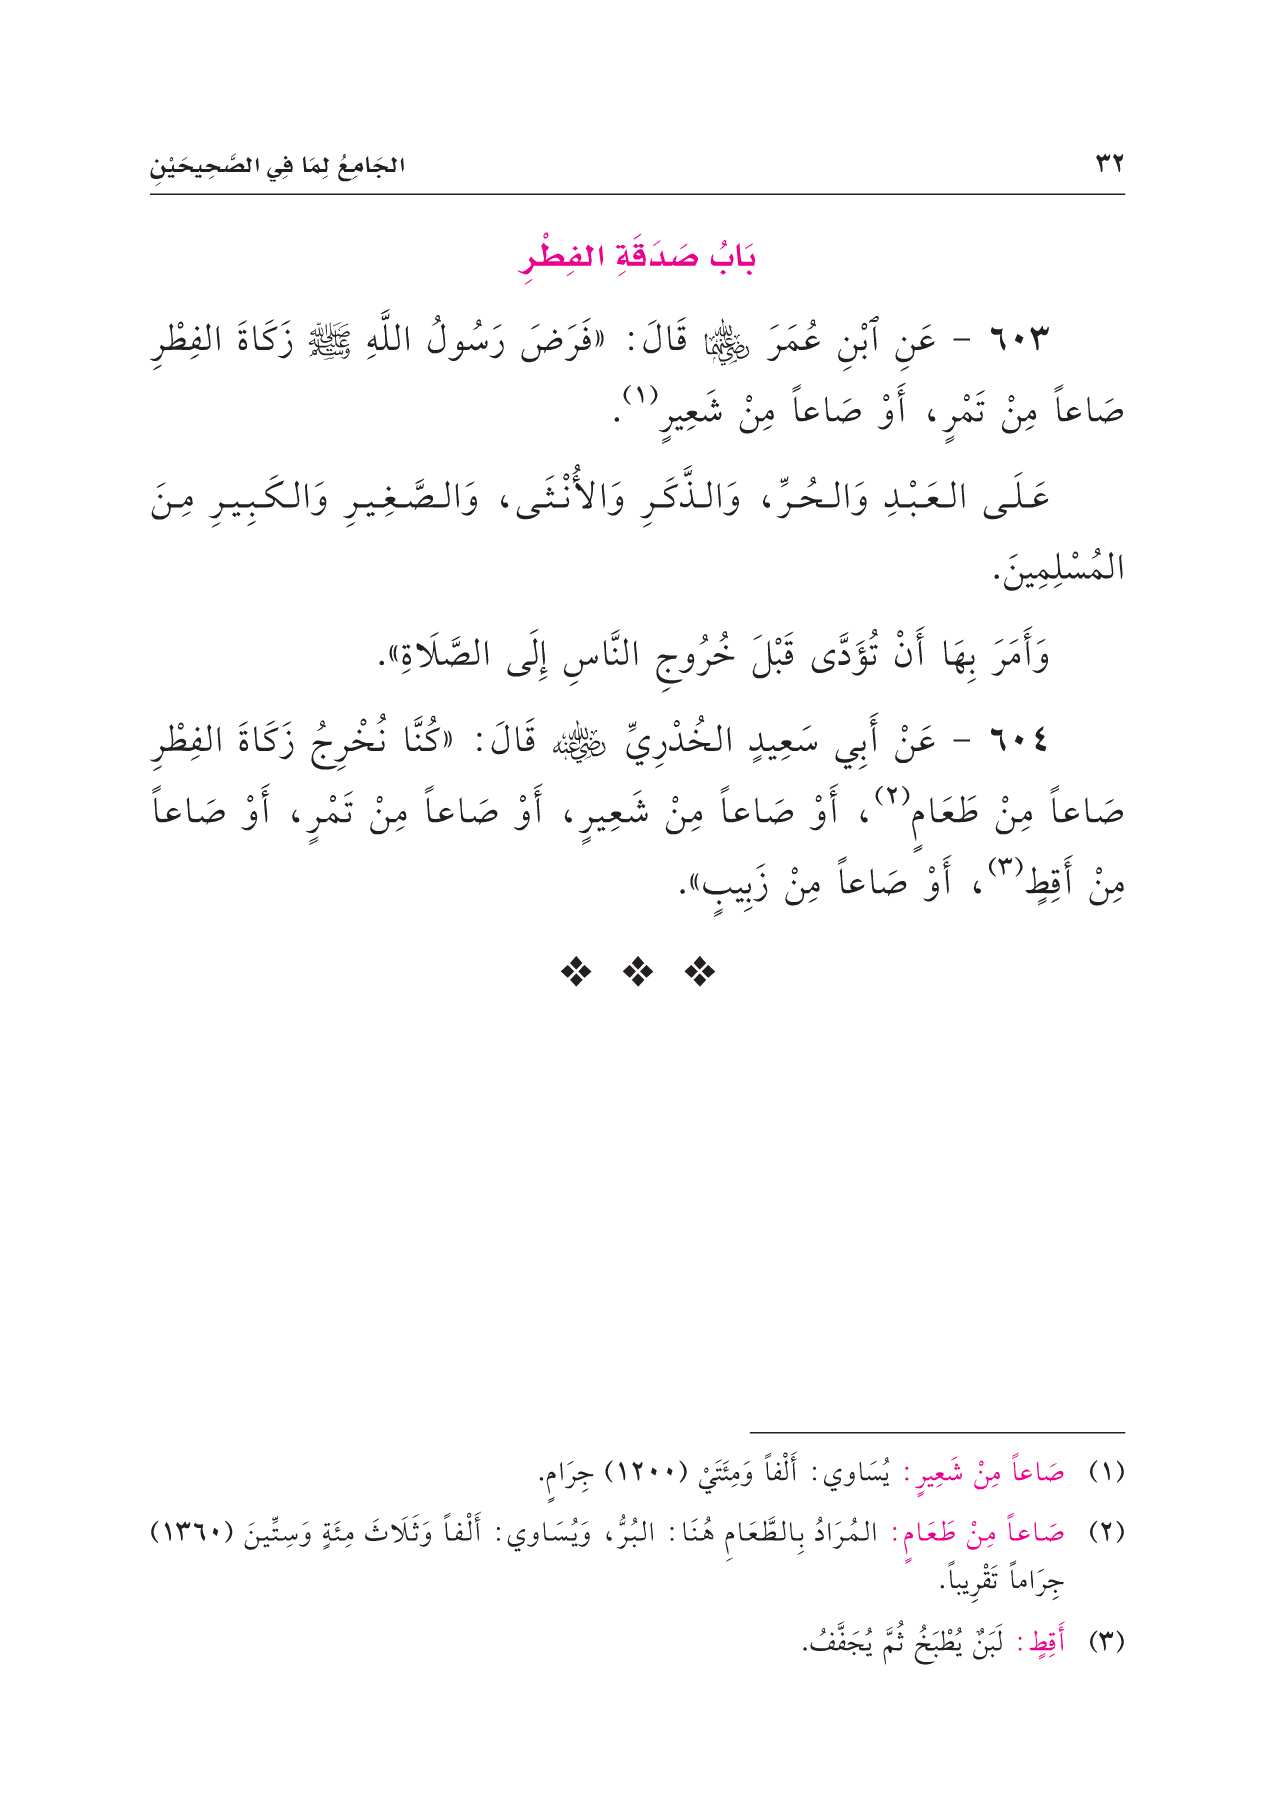 ٣٢
الجَامِعُ لِمَا فِي الصَّحِيحَيْنِ
بَابُ صَدَقَةِ الفِطْرِ
٦٠٣ – عَنِ ٱبْنِ عُمَرَ رضي الله عنهما قَالَ: «فَرَضَ رَسُولُ اللَّهِ ﷺ زَكَاةَ الفِطْرِ
صَاعاً مِنْ تَمْرٍ، أَوْ صَاعاً مِنْ شَعِيرٍ(١).
عَلَى العَبْدِ وَالحُرِّ، وَالذَّكَرِ وَالأُنْثَى، وَالصَّغِيرِ وَالكَبِيرِ مِنَ
المُسْلِمِينَ.
وَأَمَرَ بِهَا أَنْ تُؤَدَّى قَبْلَ خُرُوجِ النَّاسِ إِلَى الصَّلَاةِ».
٦٠٤ – عَنْ أَبِي سَعِيدٍ الخُدْرِيِّ رضي الله عنه قَالَ: «كُنَّا نُخْرِجُ زَكَاةَ الفِطْرِ
صَاعاً مِنْ طَعَامٍ(٢)، أَوْ صَاعاً مِنْ شَعِيرٍ، أَوْ صَاعاً مِنْ تَمْرٍ، أَوْ صَاعاً
مِنْ أَقِطٍ(٣)، أَوْ صَاعاً مِنْ زَبِيبٍ».
(١) صَاعاً مِنْ شَعِيرٍ: يُسَاوي: أَلْفاً وَمِئَتَيْ (١٢٠٠) جِرَامٍ.
(٢) صَاعاً مِنْ طَعَامٍ: المُرَادُ بِالطَّعَامِ هُنَا: البُرُّ، وَيُسَاوي: أَلْفاً وَثَلَاثَ مِئَةٍ وَسِتِّينَ (١٣٦٠)
جِرَاماً تَقْرِيباً.
(٣) أَقِطٍ: لَبَنٌ يُطْبَخُ ثُمَّ يُجَفَّفُ.